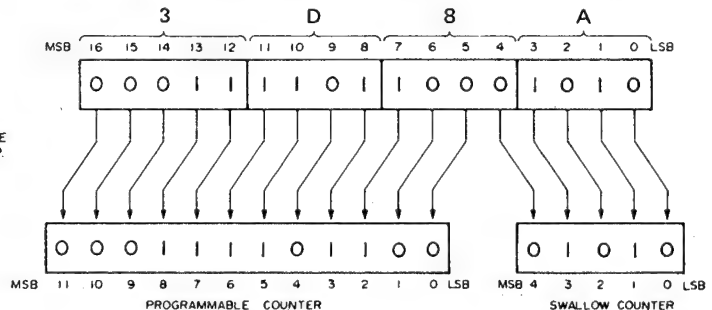 3 D 8 A
MSB 16 15 14 13 12 11 10 9 8 7 6 5 4 3 2 1 0 LSB
0 0 0 1 1 1 1 0 1 1 0 0 0 1 0 1 0
0 0 0 1 1 1 1 0 1 1 0 0 0 1 0 1 0
MSB 11 10 9 8 7 6 5 4 3 2 1 0 LSB MSB 4 3 2 1 0 LSB
PROGRAMMABLE COUNTER SWALLOW COUNTER